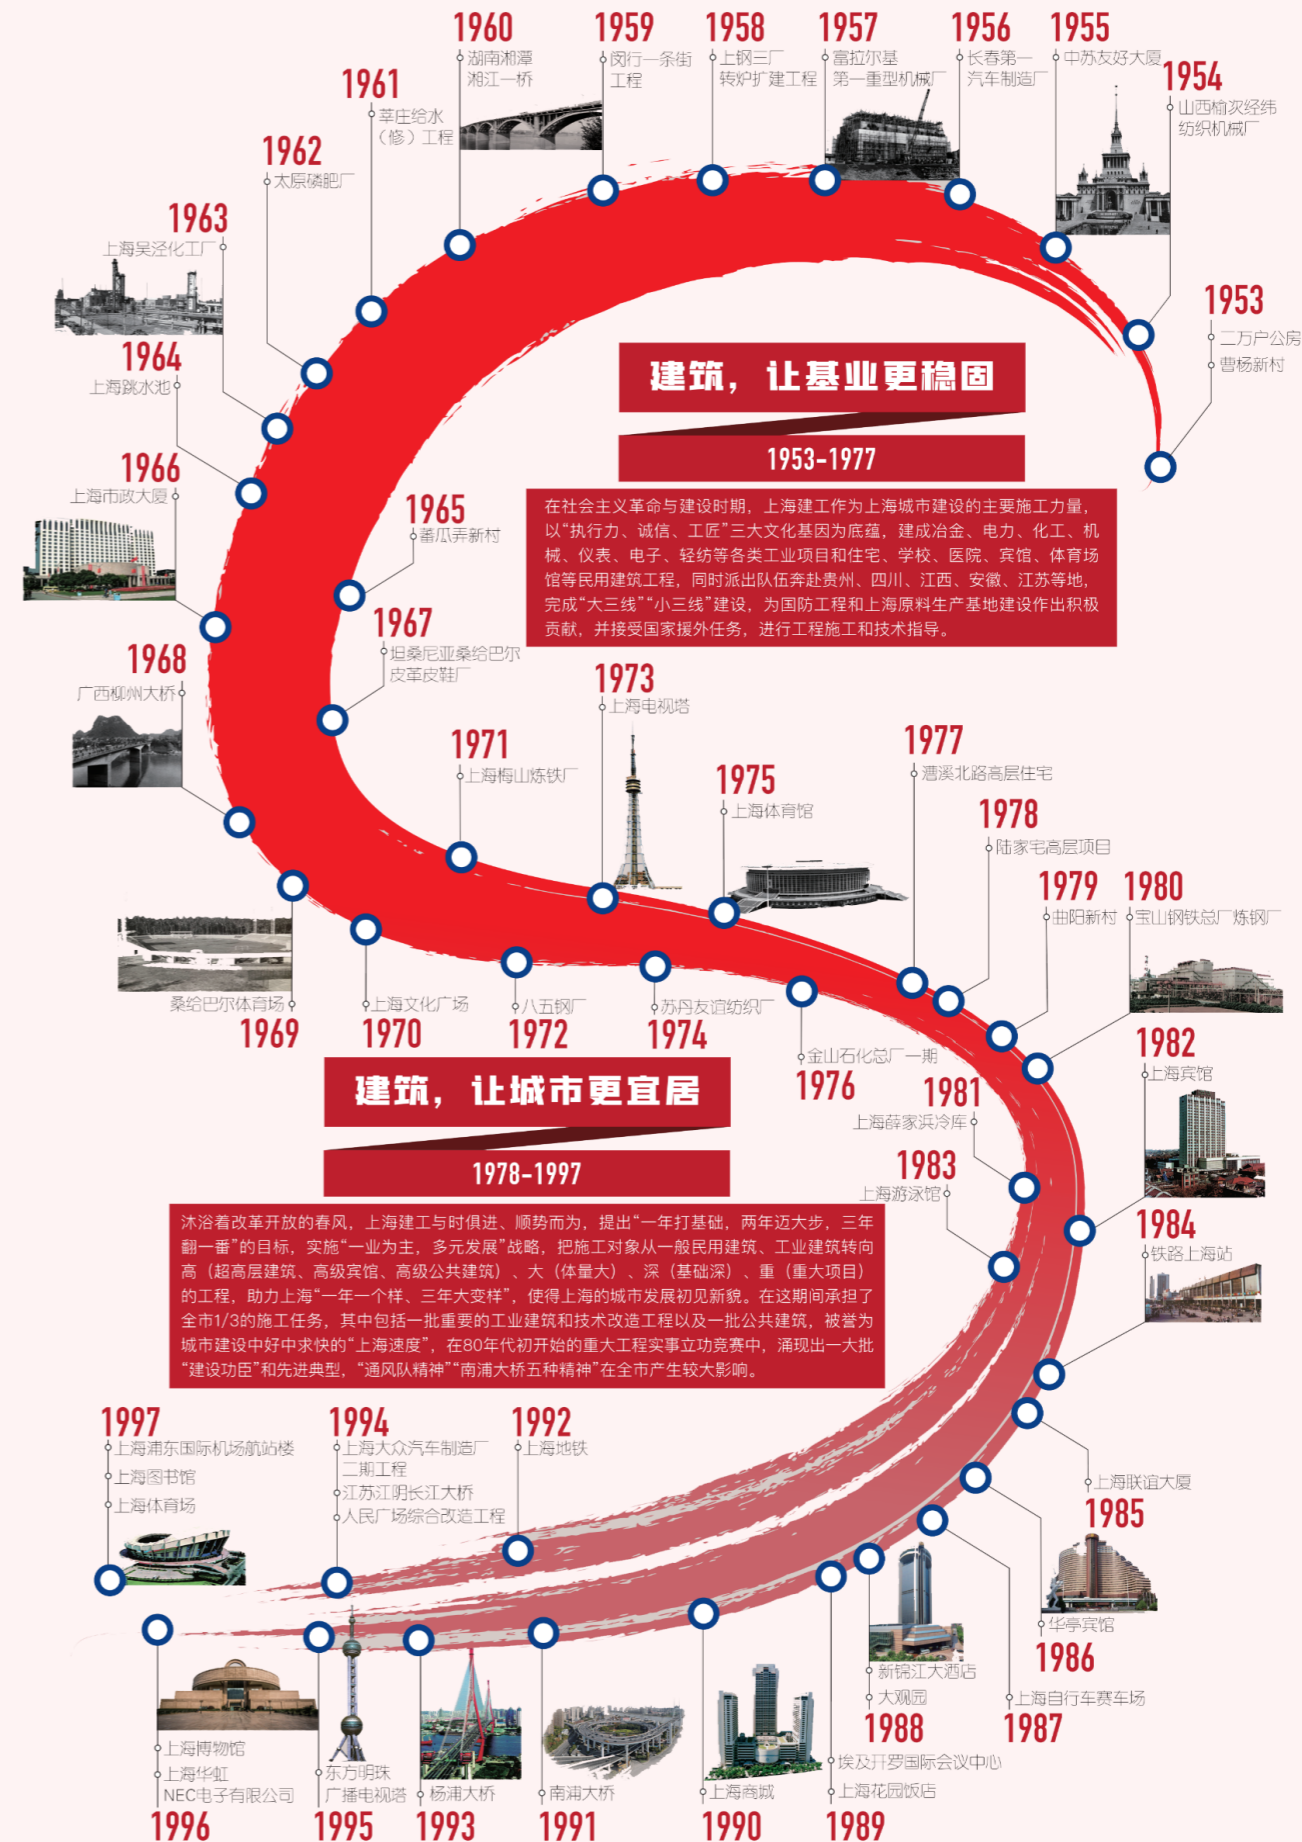 1953
二万户公房
曹杨新村
1954
山西榆次经纬
纺织机械厂
1955
中苏友好大厦
1956
长春第一
汽车制造厂
1957
富拉尔基
第一重型机械厂
1958
上钢三厂
转炉扩建工程
1959
闵行一条街
工程
1960
湖南湘潭
湘江一桥
1961
莘庄给水
（修）工程
1962
太原磷肥厂
1963
上海吴泾化工厂
1964
上海跳水池
1965
蕃瓜弄新村
1966
上海市政大厦
1967
坦桑尼亚桑给巴尔
皮革皮鞋厂
1968
广西柳州大桥
建筑，让基业更稳固
1953-1977
在社会主义革命与建设时期，上海建工作为上海城市建设的主要施工力量，
以“执行力、诚信、工匠”三大文化基因为底蕴，建成冶金、电力、化工、机
械、仪表、电子、轻纺等各类工业项目和住宅、学校、医院、宾馆、体育场
馆等民用建筑工程，同时派出队伍奔赴贵州、四川、江西、安徽、江苏等地，
完成“大三线”“小三线”建设，为国防工程和上海原料生产基地建设作出积极
贡献，并接受国家援外任务，进行工程施工和技术指导。
桑给巴尔体育场
1969
上海文化广场
1970
1971
上海梅山炼铁厂
八五钢厂
1972
1973
上海电视塔
苏丹友谊纺织厂
1974
1975
上海体育馆
金山石化总厂一期
1976
1977
漕溪北路高层住宅
1978
陆家宅高层项目
1979
曲阳新村
1980
宝山钢铁总厂炼钢厂
1981
上海薛家浜冷库
1982
上海宾馆
1983
上海游泳馆
1984
铁路上海站
建筑，让城市更宜居
1978-1997
沐浴着改革开放的春风，上海建工与时俱进、顺势而为，提出“一年打基础，两年迈大步，三年
翻一番”的目标，实施“一业为主，多元发展”战略，把施工对象从一般民用建筑、工业建筑转向
高（超高层建筑、高级宾馆、高级公共建筑）、大（体量大）、深（基础深）、重（重大项目）
的工程，助力上海“一年一个样、三年大变样”，使得上海的城市发展初见新貌。在这期间承担了
全市1/3的施工任务，其中包括一批重要的工业建筑和技术改造工程以及一批公共建筑，被誉为
城市建设中好中求快的“上海速度”，在80年代初开始的重大工程实事立功竞赛中，涌现出一大批
“建设功臣”和先进典型，“通风队精神”“南浦大桥五种精神”在全市产生较大影响。
上海联谊大厦
1985
华亭宾馆
1986
上海自行车赛车场
1987
新锦江大酒店
大观园
1988
埃及开罗国际会议中心
上海花园饭店
1989
上海商城
1990
南浦大桥
1991
1992
上海地铁
杨浦大桥
1993
1994
上海大众汽车制造厂
二期工程
江苏江阴长江大桥
人民广场综合改造工程
东方明珠
广播电视塔
1995
上海博物馆
上海华虹
NEC电子有限公司
1996
1997
上海浦东国际机场航站楼
上海图书馆
上海体育场